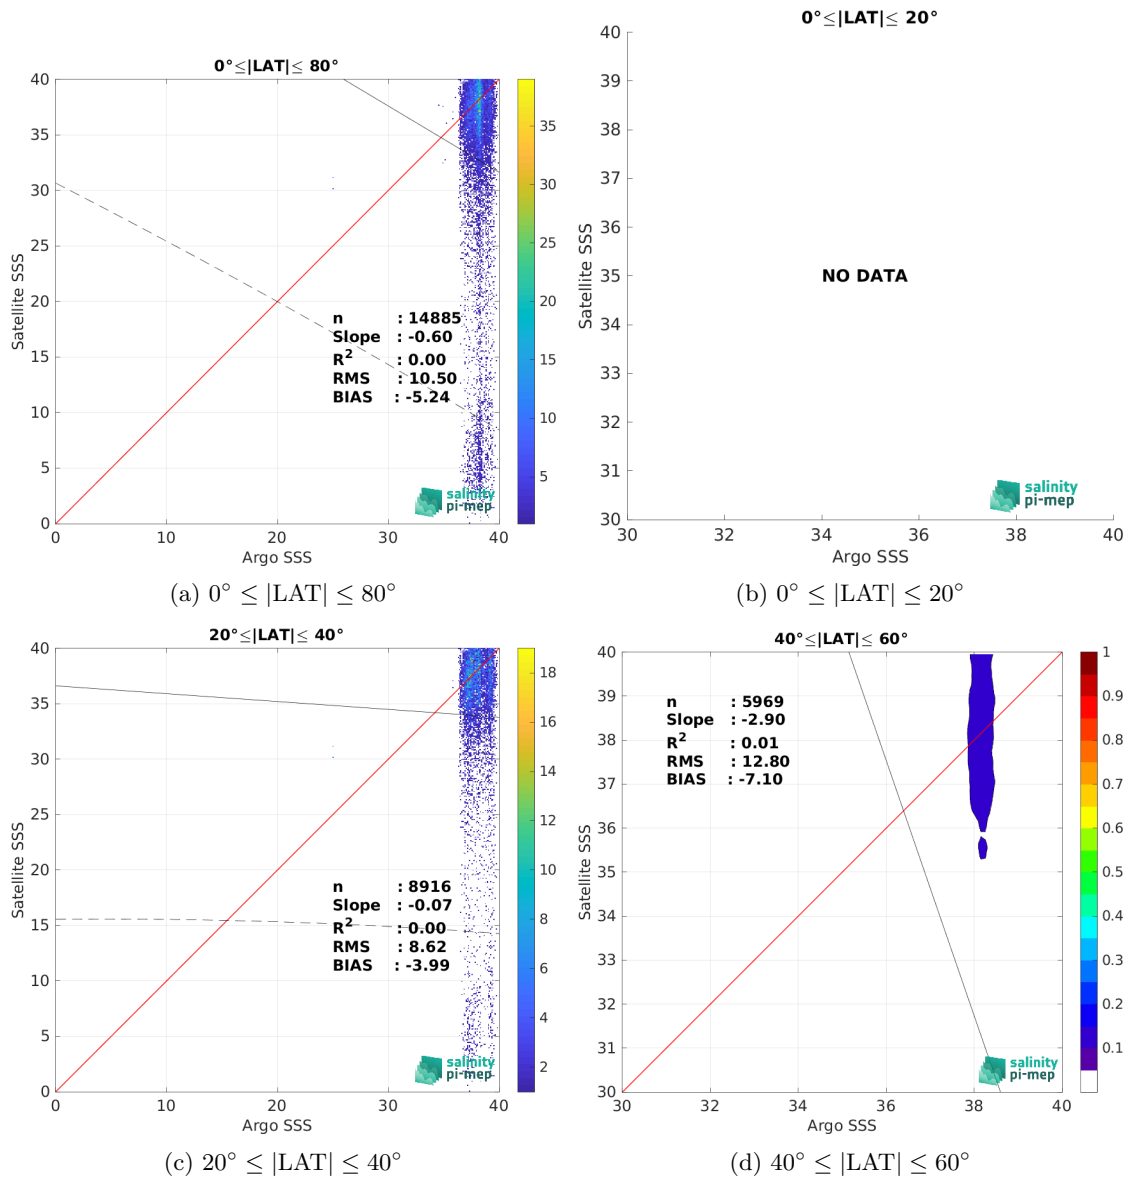 0°≤|LAT|≤ 80°
40
35
30
25
20
15
10
5
0
Satellite SSS
0
10
20
30
40
Argo SSS
35
30
25
20
15
10
5
n : 14885
Slope : -0.60
R² : 0.00
RMS : 10.50
BIAS : -5.24
salinity
pi-mep
(a) 0° ≤ |LAT| ≤ 80°
0°≤|LAT|≤ 20°
40
39
38
37
36
35
34
33
32
31
30
Satellite SSS
NO DATA
30
32
34
36
38
40
Argo SSS
salinity
pi-mep
(b) 0° ≤ |LAT| ≤ 20°
20°≤|LAT|≤ 40°
40
35
30
25
20
15
10
5
0
Satellite SSS
0
10
20
30
40
Argo SSS
18
16
14
12
10
8
6
4
2
n : 8916
Slope : -0.07
R² : 0.00
RMS : 8.62
BIAS : -3.99
salinity
pi-mep
(c) 20° ≤ |LAT| ≤ 40°
40°≤|LAT|≤ 60°
40
39
38
37
36
35
34
33
32
31
30
Satellite SSS
30
32
34
36
38
40
Argo SSS
1
0.9
0.8
0.7
0.6
0.5
0.4
0.3
0.2
0.1
n : 5969
Slope : -2.90
R² : 0.01
RMS : 12.80
BIAS : -7.10
salinity
pi-mep
(d) 40° ≤ |LAT| ≤ 60°